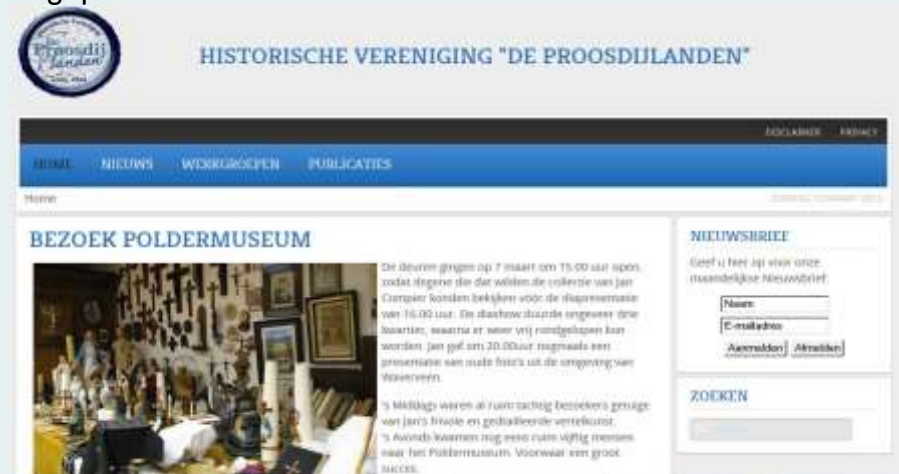 Proosdij
landen
HISTORISCHE VERENIGING "DE PROOSDIJLANDEN"
DISCLAIMER PRIVACY
HOME NIEUWS WERKGROEPEN PUBLICATIES
Home
BEZOEK POLDERMUSEUM
De deuren gingen op 7 maart om 15.00 uur open,
zodat degene die dat wilden de collectie van Jan
Compier konden bekijken vóór de diapresentatie
van 16.00 uur. De diashow duurde ongeveer drie
kwartier, waarna er weer vrij rondgelopen kon
worden. Jan gaf om 20.00uur nogmaals een
presentatie van oude foto's uit de omgeving van
Waverveen.
's Middags waren al ruim tachtig bezoekers getuige
van Jan's frivole en gedtailleerde vertelkunst.
's Avonds kwamen nog eens ruim vijftig mensen
naar het Poldermuseum. Voorwaar een groot
succes.
NIEUWSBRIEF
Geef u hier op voor onze
maandelijkse Nieuwsbrief.
Naam
E-mailadres
Aanmelden Afmelden
ZOEKEN